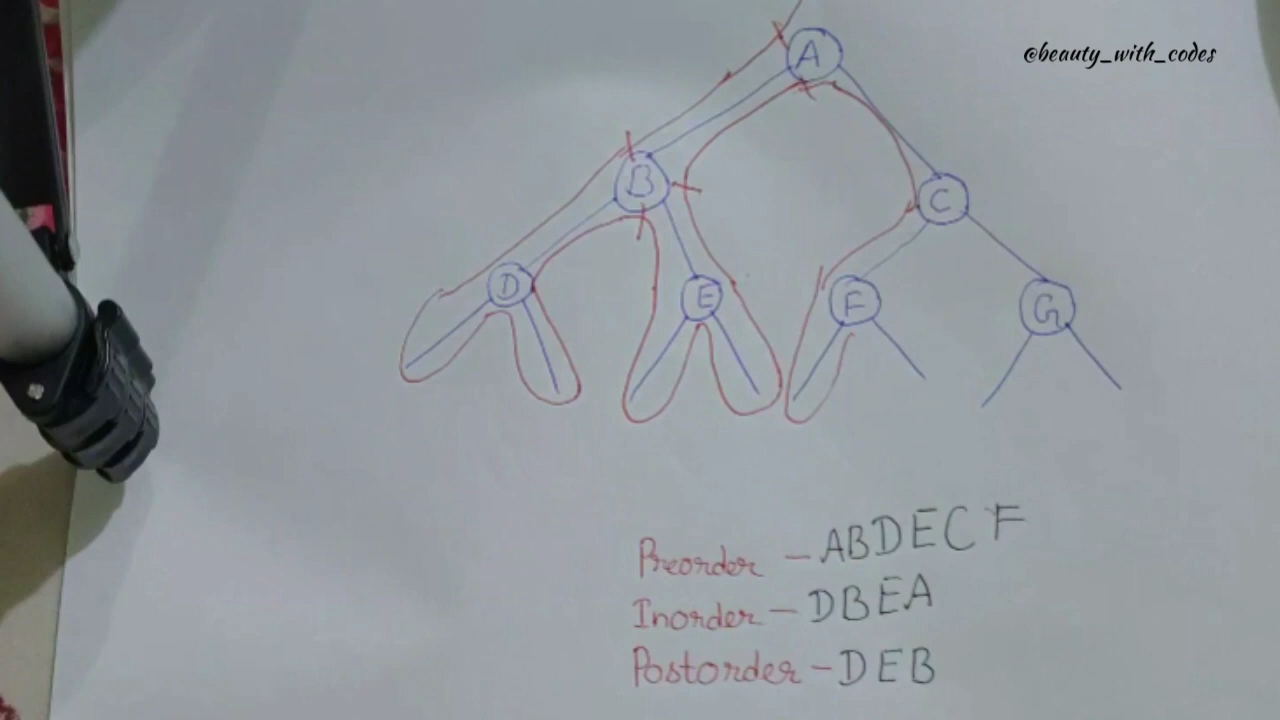 @beauty_with_codes
A
B
C
D
E
F
G
Preorder - ABDECF
Inorder - DBEA
Postorder - DEB